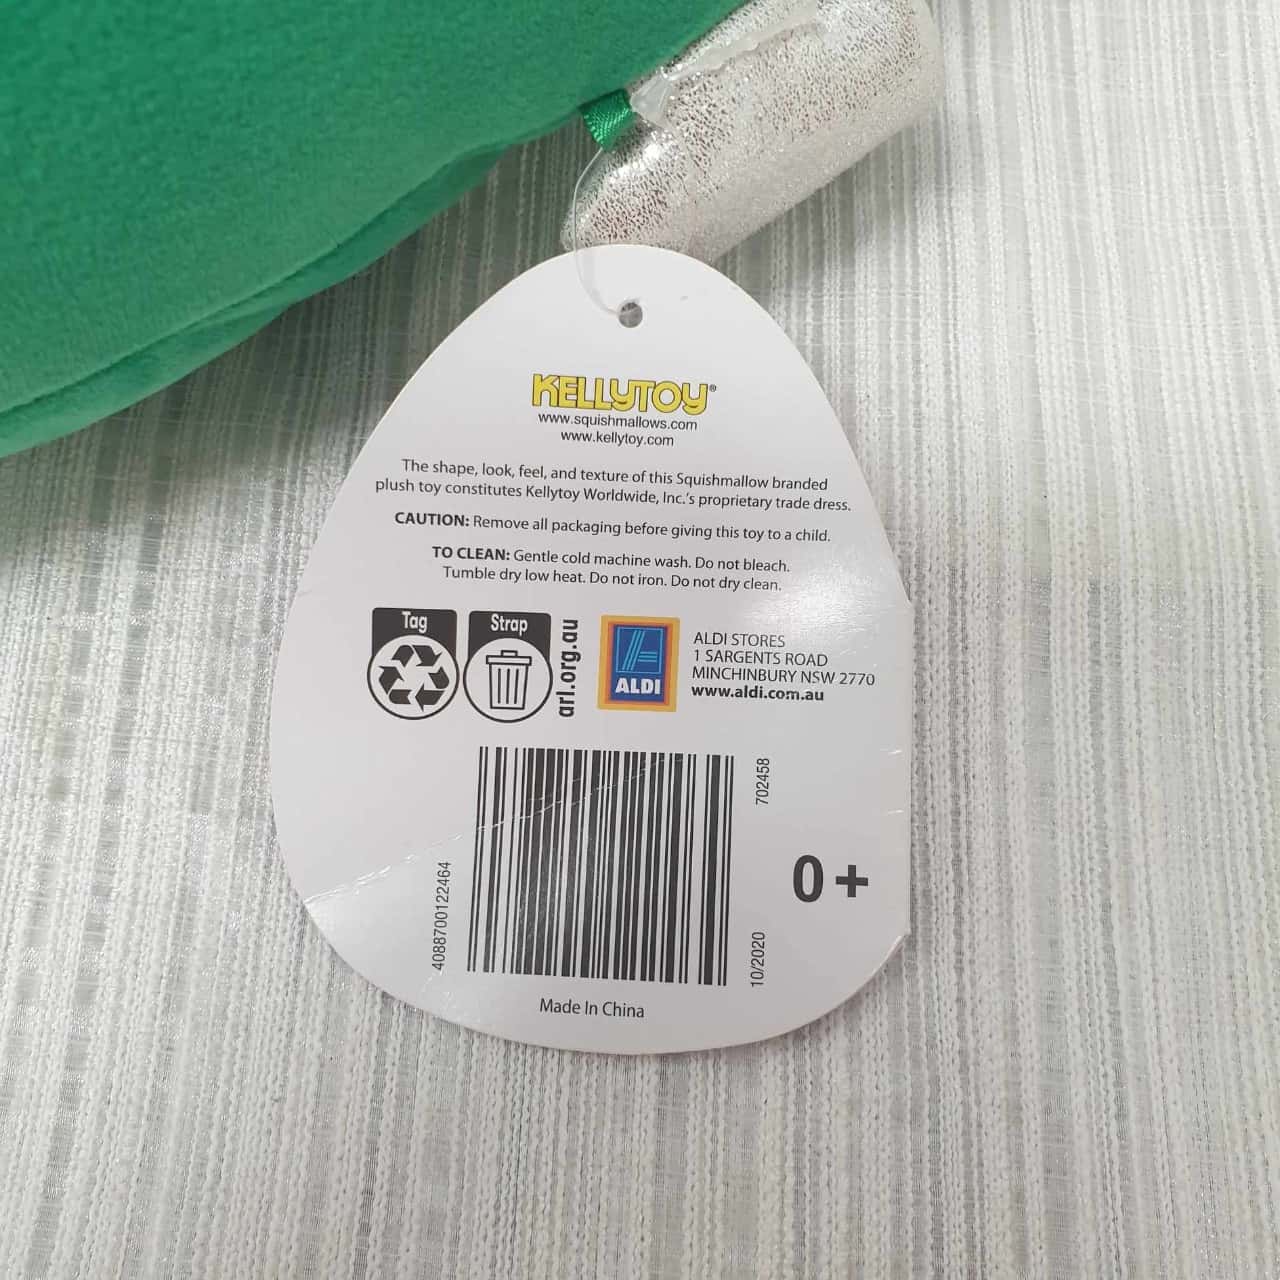 KELLYTOY®
www.squishmallows.com
www.kellytoy.com
The shape, look, feel, and texture of this Squishmallow branded
plush toy constitutes Kellytoy Worldwide, Inc.'s proprietary trade dress.
CAUTION: Remove all packaging before giving this toy to a child.
TO CLEAN: Gentle cold machine wash. Do not bleach.
Tumble dry low heat. Do not iron. Do not dry clean.
Tag
Strap
arl.org.au
ALDI
ALDI STORES
1 SARGENTS ROAD
MINCHINBURY NSW 2770
www.aldi.com.au
4088700122464
702458
10/2020
0+
Made In China